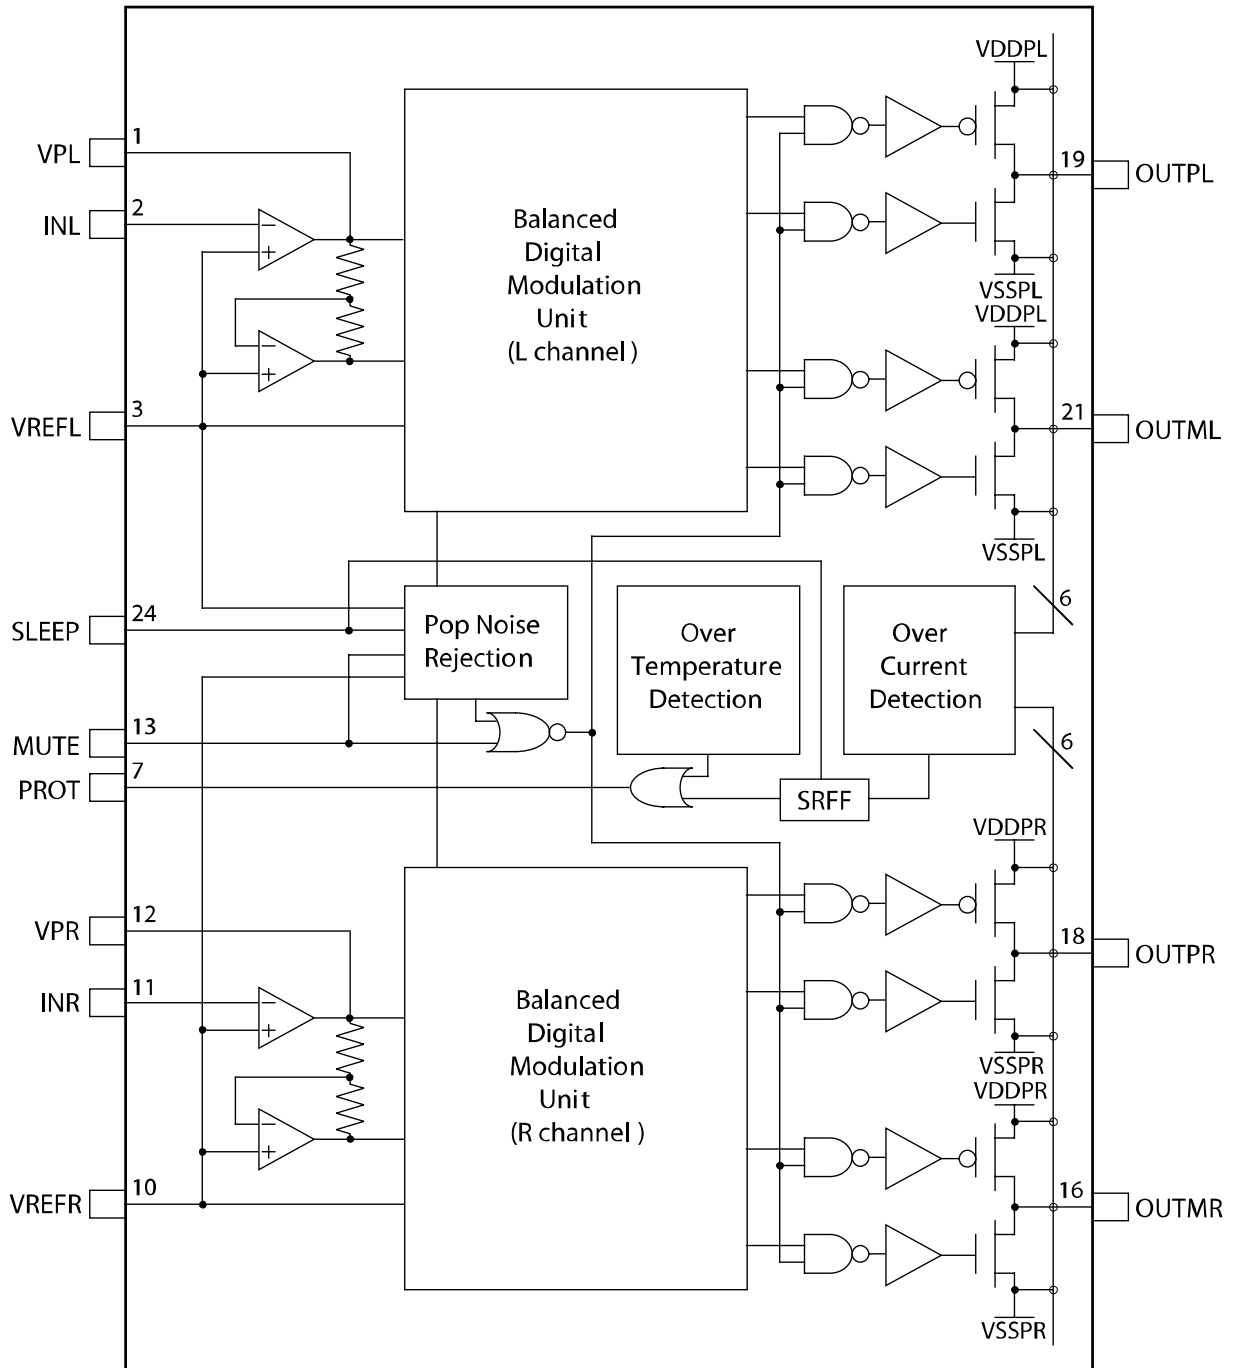 VDDPL
1
VPL
19
OUTPL
2
INL
−
+
Balanced
Digital
Modulation
Unit
(L channel)
VSSPL
VDDPL
−
+
3
VREFL
21
OUTML
VSSPL
24
SLEEP
Pop Noise
Rejection
Over
Temperature
Detection
Over
Current
Detection
6
13
MUTE
6
7
PROT
SRFF
VDDPR
12
VPR
18
OUTPR
11
INR
−
+
Balanced
Digital
Modulation
Unit
(R channel)
VSSPR
VDDPR
−
+
10
VREFR
16
OUTMR
VSSPR